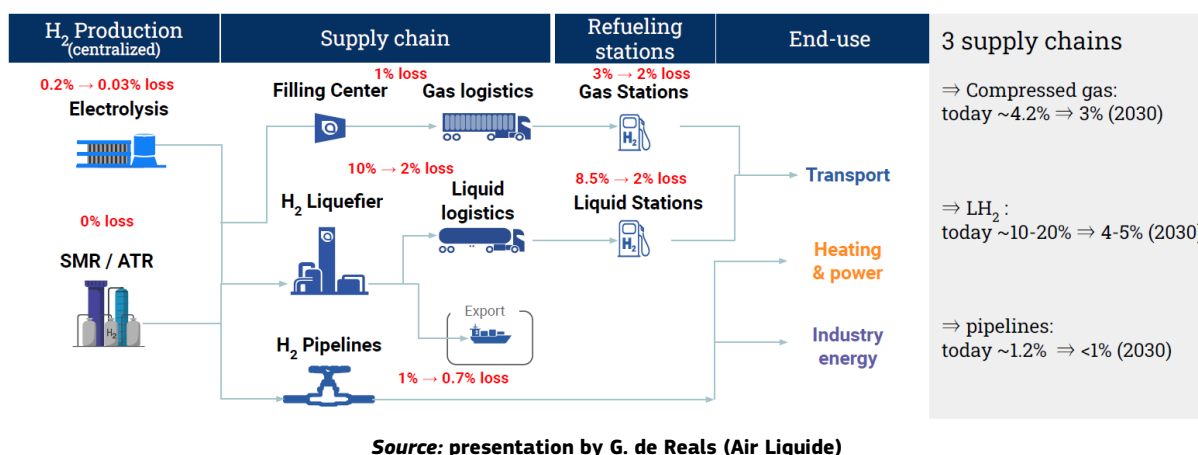 H₂ Production
(centralized)
Supply chain
Refueling
stations
End-use
3 supply chains
0.2% → 0.03% loss
Electrolysis
1% loss
Filling Center
Gas logistics
3% → 2% loss
Gas Stations
H₂
⇒ Compressed gas:
today ~4.2% ⇒ 3% (2030)
10% → 2% loss
H₂ Liquefier
Liquid
logistics
8.5% → 2% loss
Liquid Stations
H₂
Transport
0% loss
SMR / ATR
H₂
⇒ LH₂ :
today ~10-20% ⇒ 4-5% (2030)
Heating
& power
Export
Industry
energy
H₂ Pipelines
1% → 0.7% loss
⇒ pipelines:
today ~1.2% ⇒ <1% (2030)
Source: presentation by G. de Reals (Air Liquide)